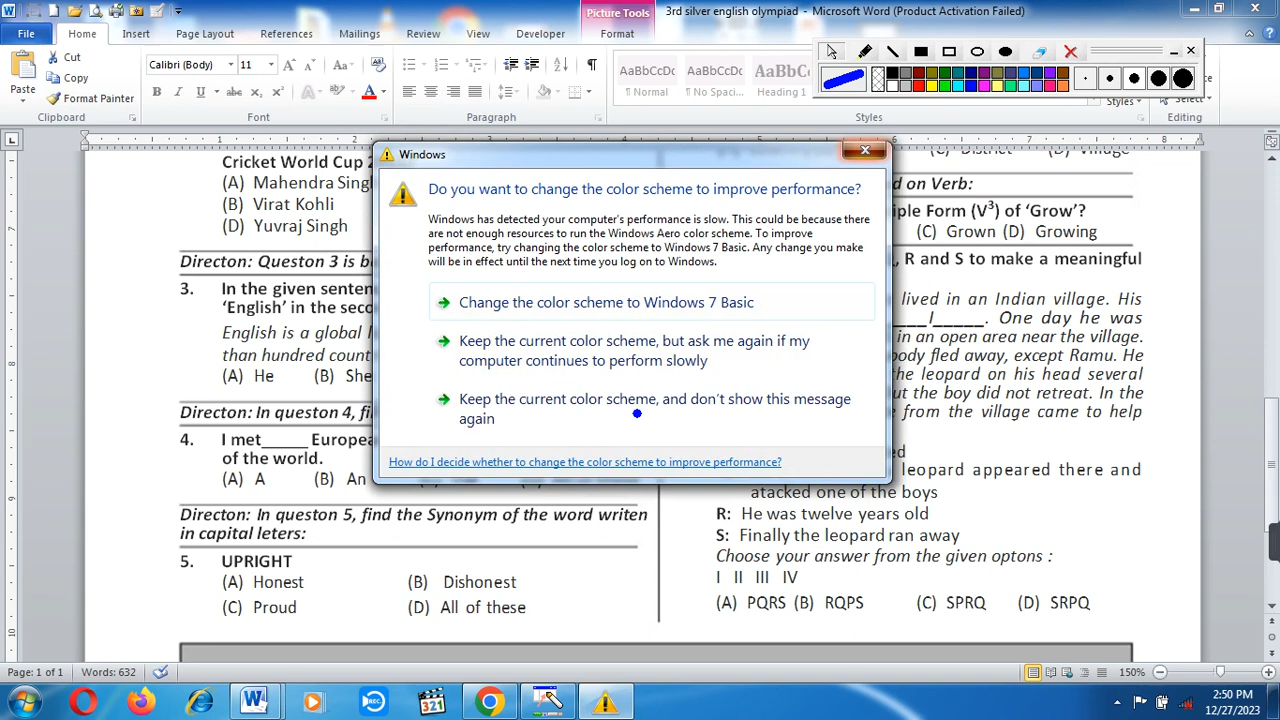 Picture Tools
3rd silver english olympiad - Microsoft Word (Product Activation Failed)
File Home Insert Page Layout References Mailings Review View Developer Format
Cut
Copy
Format Painter
Paste
Calibri (Body) 11
AaBbCcDc AaBbCcDc AaBbCc
¶ Normal ¶ No Spaci... Heading 1
Styles
Select
Clipboard Font Paragraph Styles Editing
Cricket World Cup 2
(A) Mahendra Singh
(B) Virat Kohli
(D) Yuvraj Singh
Directon: Queston 3 is b
3. In the given senten
‘English’ in the seco
English is a global l
than hundred count
(A) He (B) She
Directon: In queston 4, fi
4. I met_____ Europea
of the world.
(A) A (B) An
Directon: In queston 5, find the Synonym of the word writen
in capital leters:
5. UPRIGHT
(A) Honest (B) Dishonest
(C) Proud (D) All of these
Windows
Do you want to change the color scheme to improve performance?
Windows has detected your computer's performance is slow. This could be because there
are not enough resources to run the Windows Aero color scheme. To improve
performance, try changing the color scheme to Windows 7 Basic. Any change you make
will be in effect until the next time you log on to Windows.
Change the color scheme to Windows 7 Basic
Keep the current color scheme, but ask me again if my
computer continues to perform slowly
Keep the current color scheme, and don't show this message
again
How do I decide whether to change the color scheme to improve performance?
(C) District (D) Village
d on Verb:
iple Form (V3) of ‘Grow’?
(C) Grown (D) Growing
, R and S to make a meaningful
lived in an Indian village. His
____I_____. One day he was
in an open area near the village.
ody fled away, except Ramu. He
the leopard on his head several
ut the boy did not retreat. In the
e from the village came to help
ed
leopard appeared there and
atacked one of the boys
R: He was twelve years old
S: Finally the leopard ran away
Choose your answer from the given optons :
I II III IV
(A) PQRS (B) RQPS (C) SPRQ (D) SRPQ
Page: 1 of 1 Words: 632 150%
2:50 PM
12/27/2023